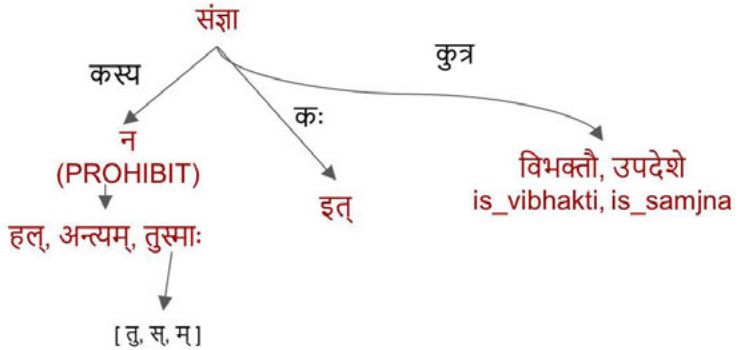 संज्ञा
कस्य
कः
कुत्र
न
(PROHIBIT)
इत्
विभक्तौ, उपदेशे
is_vibhakti, is_samjna
हल्, अन्त्यम्, तुस्माः
[ तु, स्, म् ]